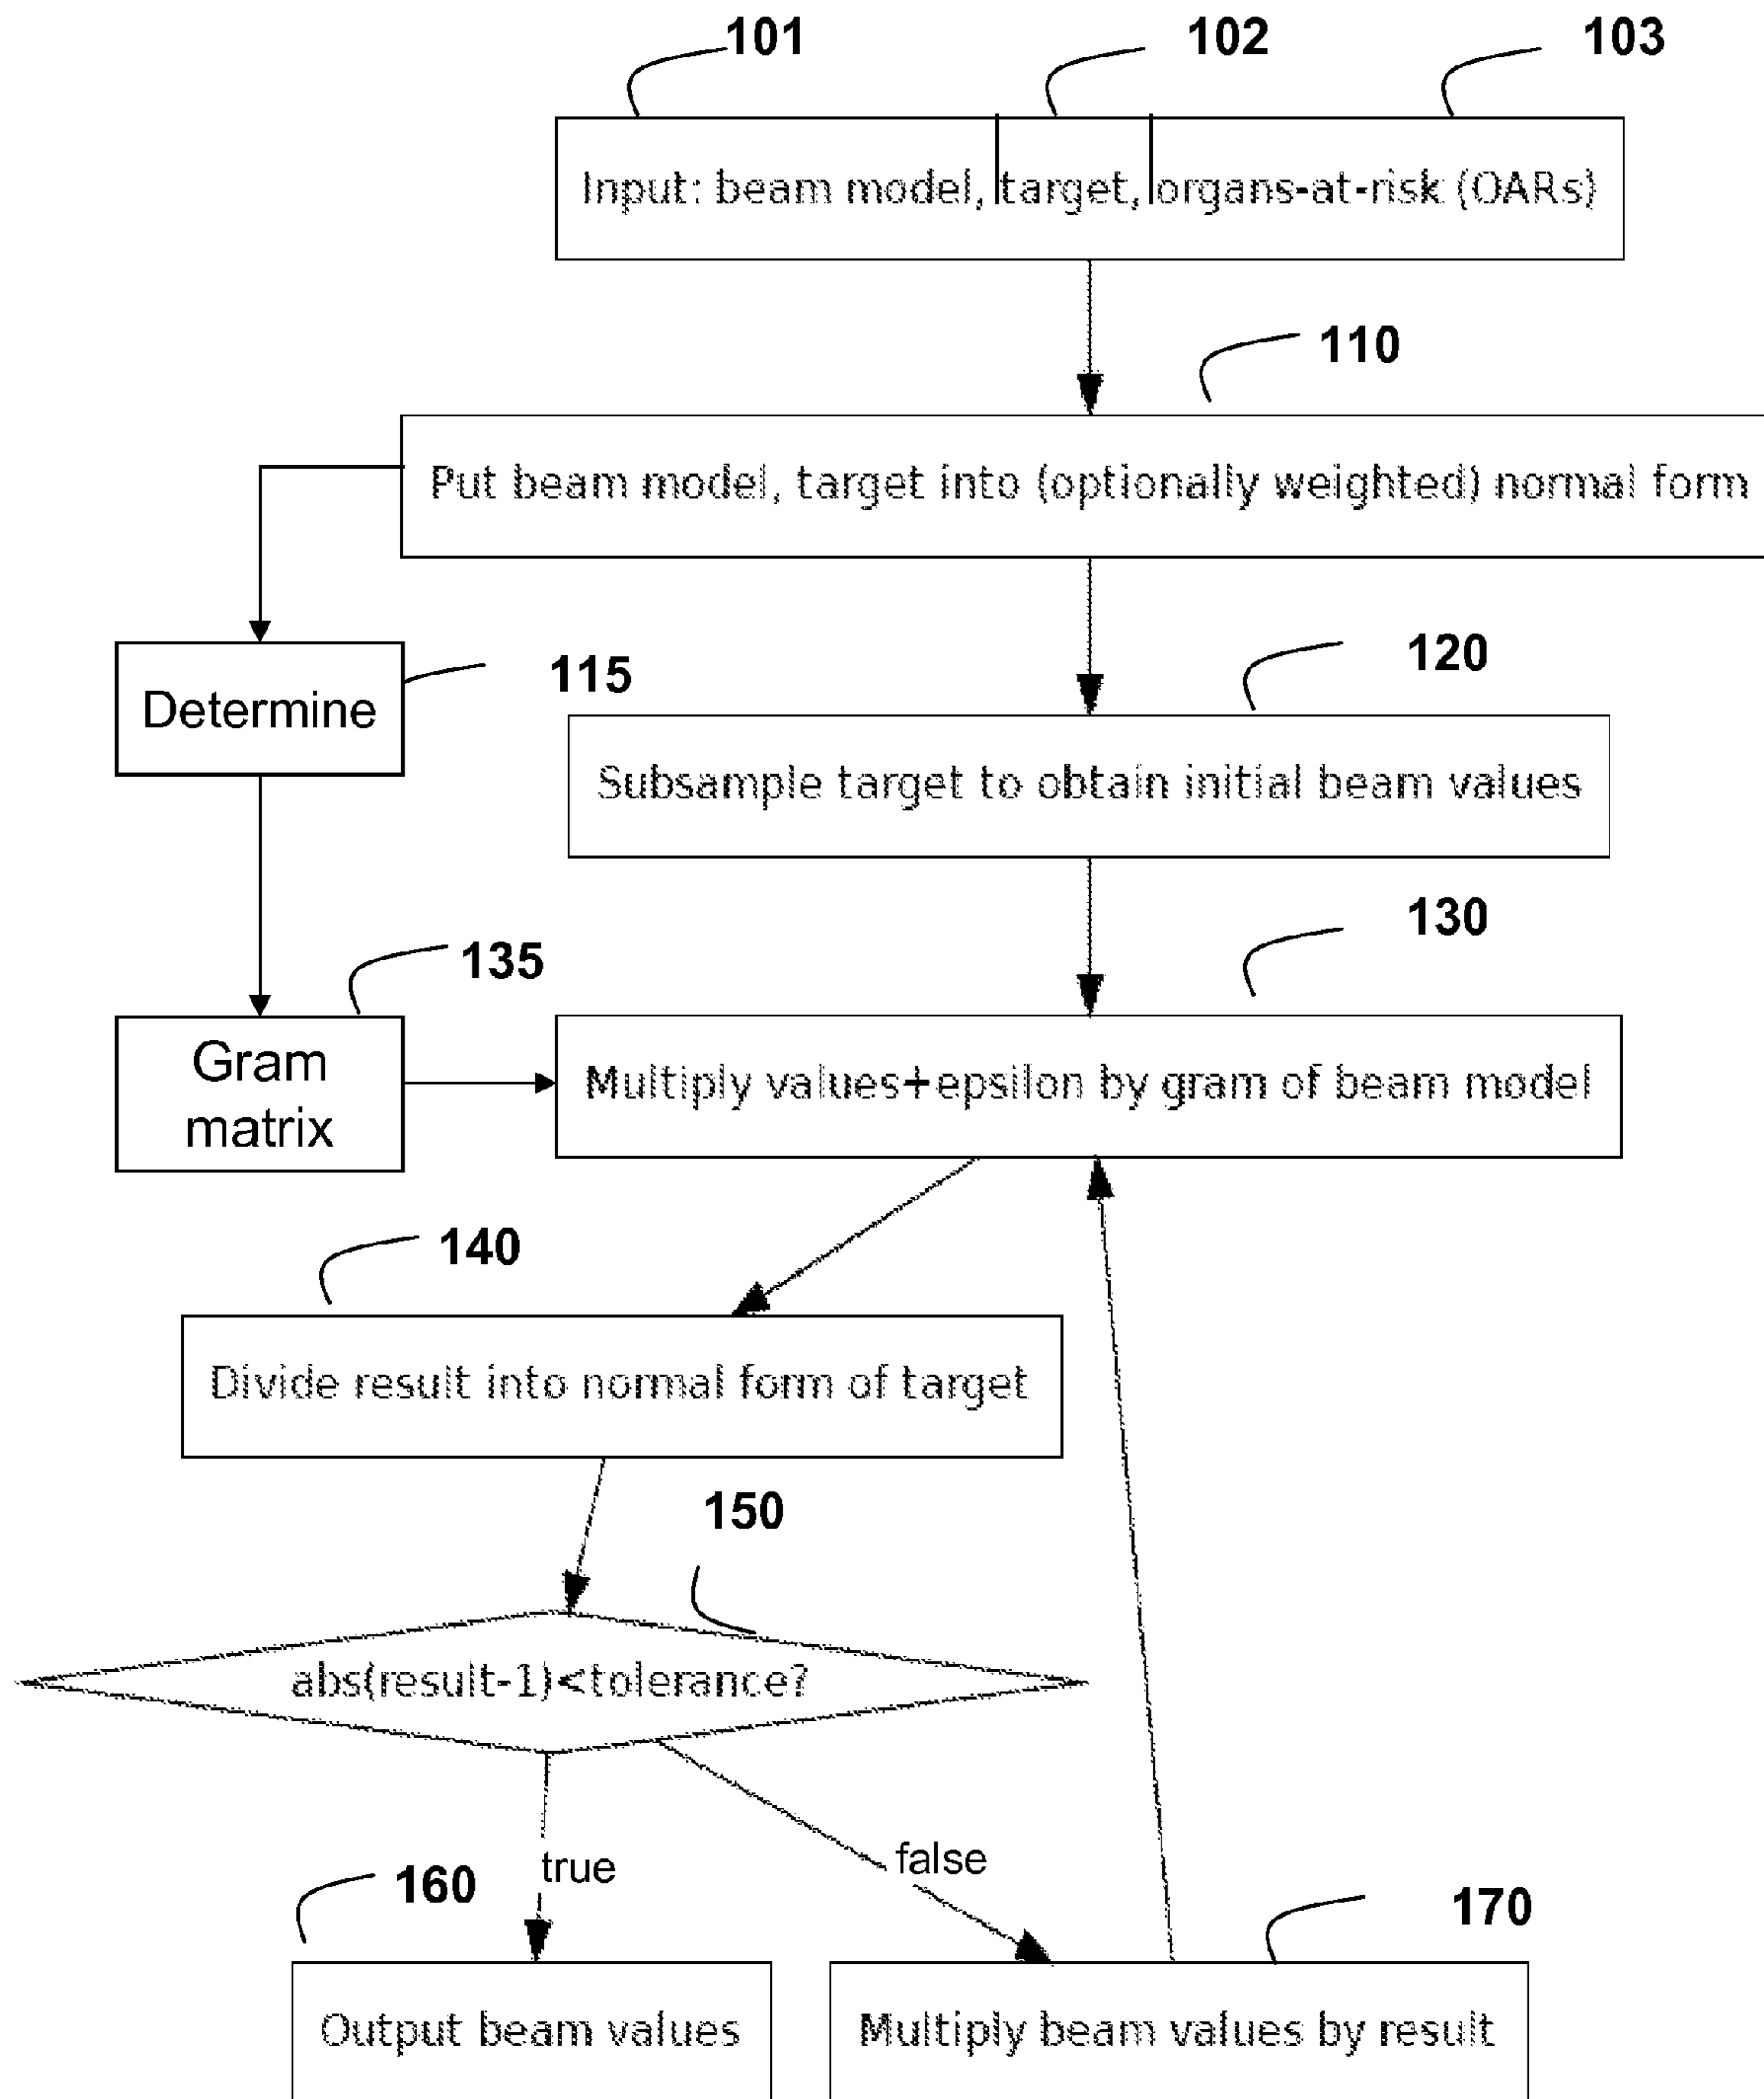 101
102
103
Input: beam model, target, organs-at-risk (OARs)
110
Put beam model, target into (optionally weighted) normal form
115
Determine
120
Subsample target to obtain initial beam values
130
135
Gram
matrix
Multiply values+epsilon by gram of beam model
140
Divide result into normal form of target
150
abs(result-1)<tolerance?
true
false
160
170
Output beam values
Multiply beam values by result